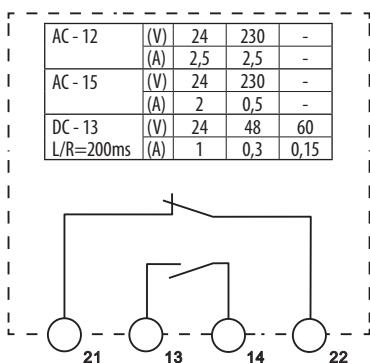 AC - 12 (V) 24 230 -
(A) 2,5 2,5 -
AC - 15 (V) 24 230 -
(A) 2 0,5 -
DC - 13 (V) 24 48 60
L/R=200ms (A) 1 0,3 0,15
21 13 14 22